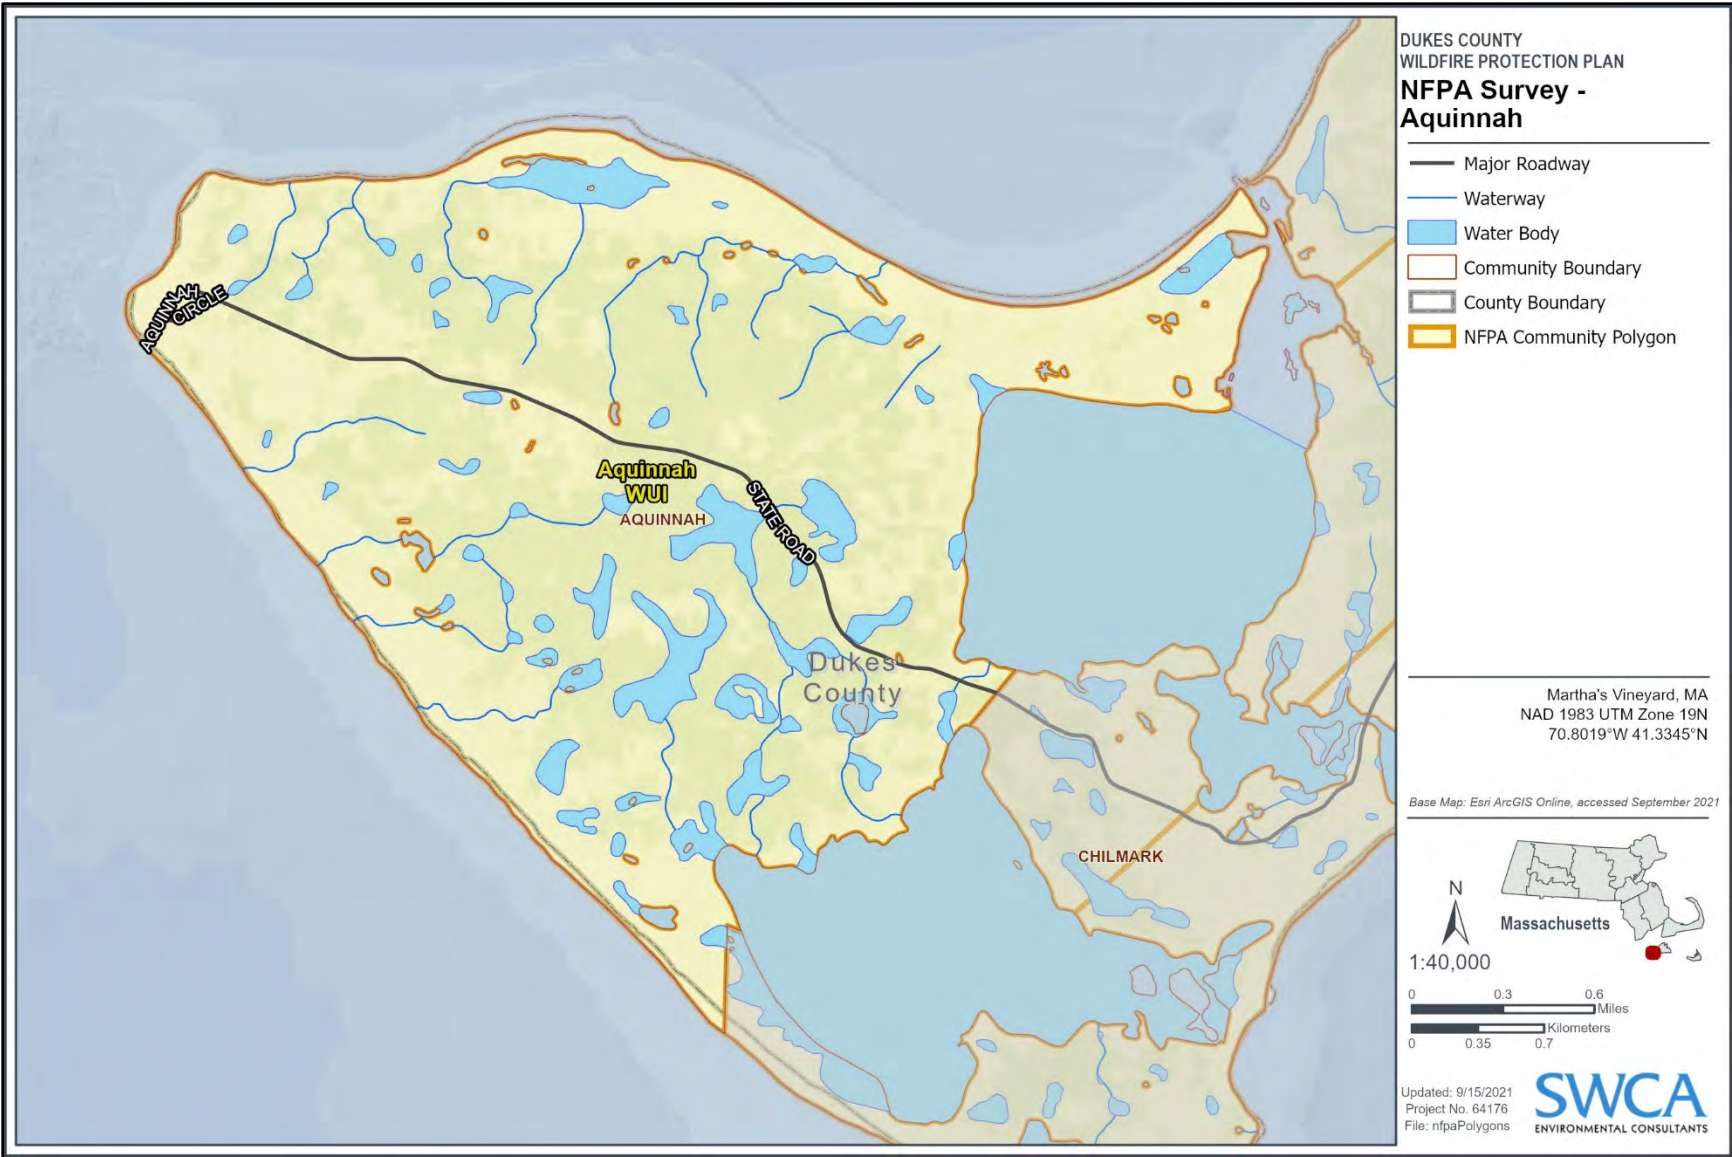 DUKES COUNTY
WILDFIRE PROTECTION PLAN
NFPA Survey -
Aquinnah
Major Roadway
Waterway
Water Body
Community Boundary
County Boundary
NFPA Community Polygon
AQUINNAH
CIRCLE
Aquinnah
WUI
AQUINNAH
STATE ROAD
Dukes
County
CHILMARK
Martha's Vineyard, MA
NAD 1983 UTM Zone 19N
70.8019°W 41.3345°N
Base Map: Esri ArcGIS Online, accessed September 2021
Massachusetts
N
1:40,000
0 0.3 0.6
Miles
Kilometers
0 0.35 0.7
Updated: 9/15/2021
Project No. 64176
File: nfpaPolygons
SWCA
ENVIRONMENTAL CONSULTANTS